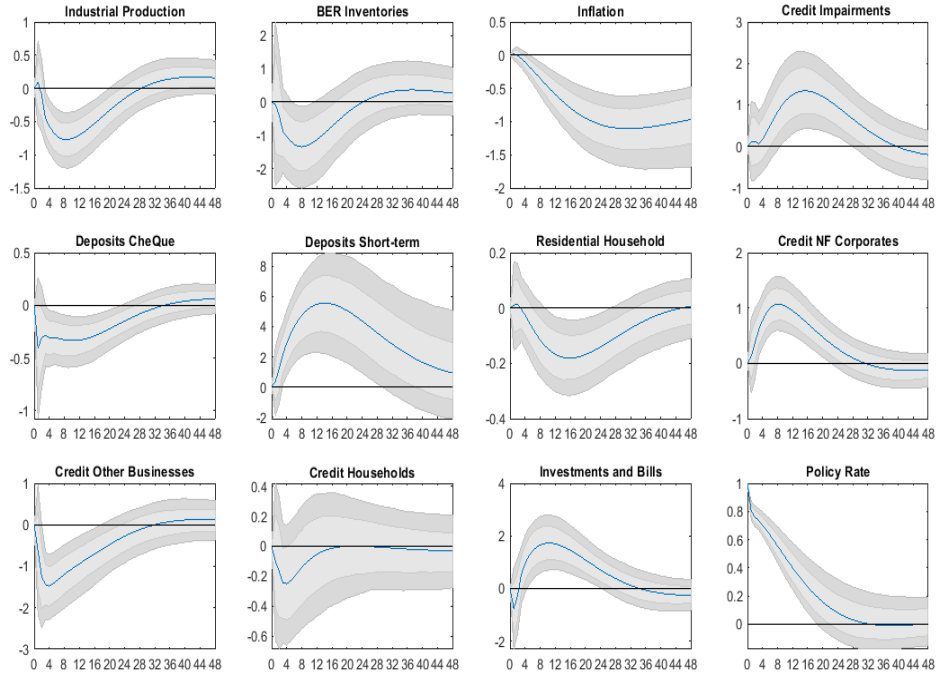 Industrial Production
BER Inventories
Inflation
Credit Impairments
1
0.5
0
-0.5
-1
-1.5
0 4 8 12 16 20 24 28 32 36 40 44 48
2
1
0
-1
-2
0 4 8 12 16 20 24 28 32 36 40 44 48
0.5
0
-0.5
-1
-1.5
-2
0 4 8 12 16 20 24 28 32 36 40 44 48
3
2
1
0
-1
0 4 8 12 16 20 24 28 32 36 40 44 48
Deposits CheQue
Deposits Short-term
Residential Household
Credit NF Corporates
0.5
0
-0.5
-1
0 4 8 12 16 20 24 28 32 36 40 44 48
8
6
4
2
0
-2
0 4 8 12 16 20 24 28 32 36 40 44 48
0.2
0
-0.2
-0.4
0 4 8 12 16 20 24 28 32 36 40 44 48
2
1
0
-1
0 4 8 12 16 20 24 28 32 36 40 44 48
Credit Other Businesses
Credit Households
Investments and Bills
Policy Rate
1
0
-1
-2
-3
0 4 8 12 16 20 24 28 32 36 40 44 48
0.4
0.2
0
-0.2
-0.4
-0.6
0 4 8 12 16 20 24 28 32 36 40 44 48
4
2
0
-2
0 4 8 12 16 20 24 28 32 36 40 44 48
1
0.8
0.6
0.4
0.2
0
0 4 8 12 16 20 24 28 32 36 40 44 48